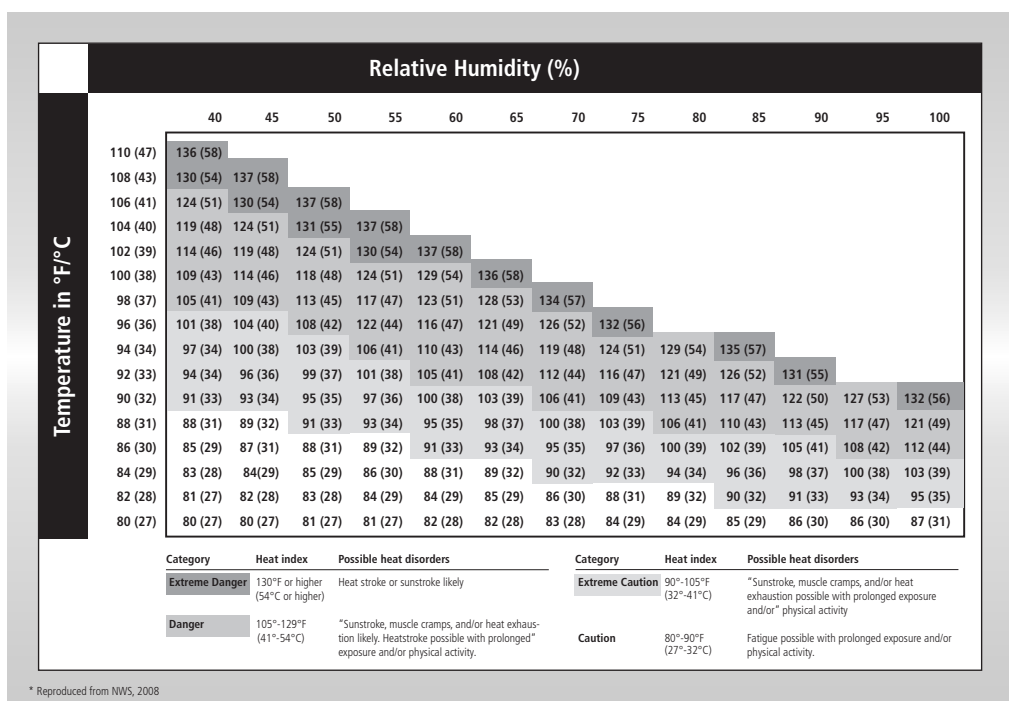 Relative Humidity (%)
40 45 50 55 60 65 70 75 80 85 90 95 100
Temperature in °F/°C
110 (47) 136 (58)
108 (43) 130 (54) 137 (58)
106 (41) 124 (51) 130 (54) 137 (58)
104 (40) 119 (48) 124 (51) 131 (55) 137 (58)
102 (39) 114 (46) 119 (48) 124 (51) 130 (54) 137 (58)
100 (38) 109 (43) 114 (46) 118 (48) 124 (51) 129 (54) 136 (58)
98 (37) 105 (41) 109 (43) 113 (45) 117 (47) 123 (51) 128 (53) 134 (57)
96 (36) 101 (38) 104 (40) 108 (42) 122 (44) 116 (47) 121 (49) 126 (52) 132 (56)
94 (34) 97 (34) 100 (38) 103 (39) 106 (41) 110 (43) 114 (46) 119 (48) 124 (51) 129 (54) 135 (57)
92 (33) 94 (34) 96 (36) 99 (37) 101 (38) 105 (41) 108 (42) 112 (44) 116 (47) 121 (49) 126 (52) 131 (55)
90 (32) 91 (33) 93 (34) 95 (35) 97 (36) 100 (38) 103 (39) 106 (41) 109 (43) 113 (45) 117 (47) 122 (50) 127 (53) 132 (56)
88 (31) 88 (31) 89 (32) 91 (33) 93 (34) 95 (35) 98 (37) 100 (38) 103 (39) 106 (41) 110 (43) 113 (45) 117 (47) 121 (49)
86 (30) 85 (29) 87 (31) 88 (31) 89 (32) 91 (33) 93 (34) 95 (35) 97 (36) 100 (39) 102 (39) 105 (41) 108 (42) 112 (44)
84 (29) 83 (28) 84(29) 85 (29) 86 (30) 88 (31) 89 (32) 90 (32) 92 (33) 94 (34) 96 (36) 98 (37) 100 (38) 103 (39)
82 (28) 81 (27) 82 (28) 83 (28) 84 (29) 84 (29) 85 (29) 86 (30) 88 (31) 89 (32) 90 (32) 91 (33) 93 (34) 95 (35)
80 (27) 80 (27) 80 (27) 81 (27) 81 (27) 82 (28) 82 (28) 83 (28) 84 (29) 84 (29) 85 (29) 86 (30) 86 (30) 87 (31)
Category Heat index Possible heat disorders
Extreme Danger 130°F or higher Heat stroke or sunstroke likely
(54°C or higher)
Danger 105°-129°F "Sunstroke, muscle cramps, and/or heat exhaus-
(41°-54°C) tion likely. Heatstroke possible with prolonged"
exposure and/or physical activity.
Category Heat index Possible heat disorders
Extreme Caution 90°-105°F "Sunstroke, muscle cramps, and/or heat
(32°-41°C) exhaustion possible with prolonged exposure
and/or" physical activity
Caution 80°-90°F Fatigue possible with prolonged exposure and/or
(27°-32°C) physical activity.
* Reproduced from NWS, 2008